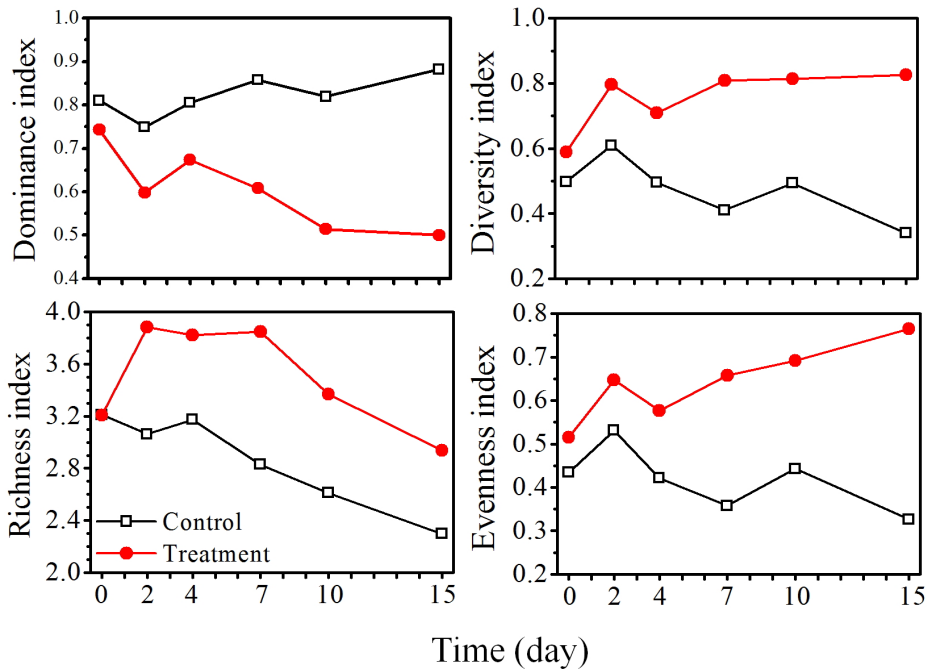 Dominance index
1.0
0.9
0.8
0.7
0.6
0.5
0.4
Diversity index
1.0
0.8
0.6
0.4
0.2
Richness index
4.0
3.6
3.2
2.8
2.4
2.0
Control
Treatment
0 2 4 7 10 15
Evenness index
0.8
0.7
0.6
0.5
0.4
0.3
0.2
0 2 4 7 10 15
Time (day)